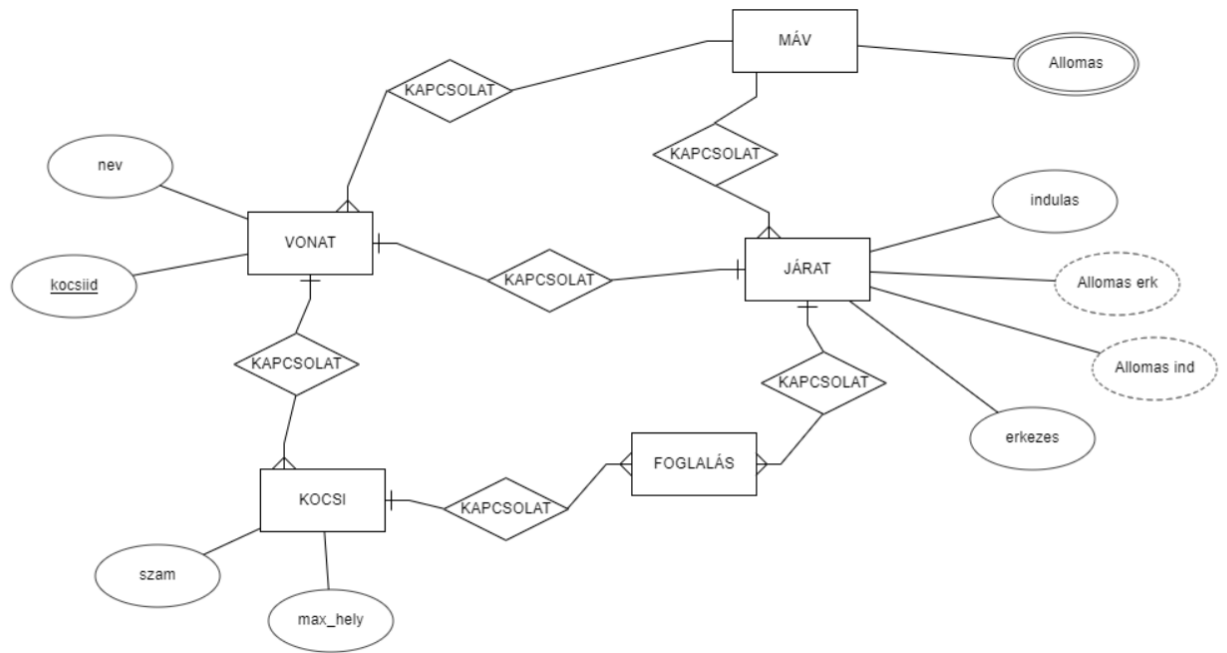 MÁV
Allomas
KAPCSOLAT
KAPCSOLAT
nev
indulas
VONAT
JÁRAT
KAPCSOLAT
kocsiid
Allomas erk
KAPCSOLAT
Allomas ind
KAPCSOLAT
erkezes
FOGLALÁS
KOCSI
KAPCSOLAT
szam
max_hely